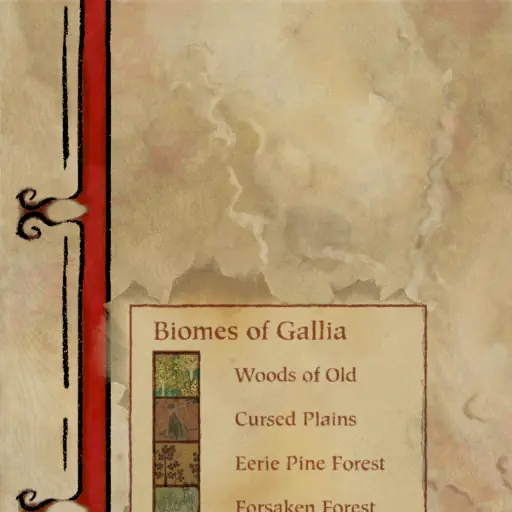 Biomes of Gallia
Woods of Old
Cursed Plains
Eerie Pine Forest
Forsaken Forest